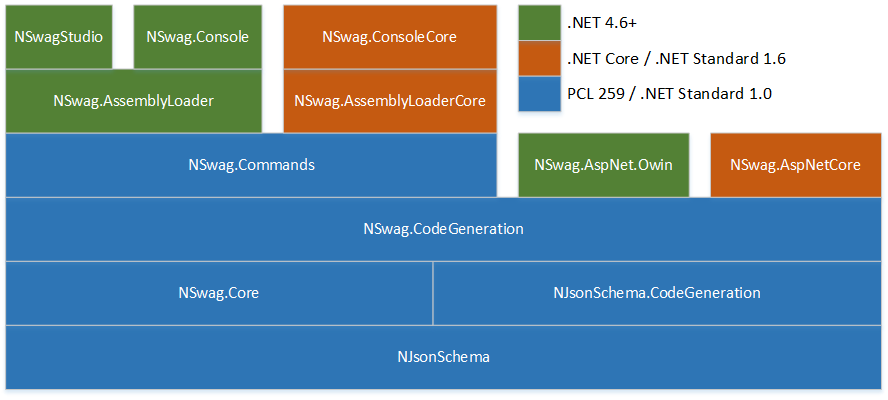 NSwagStudio
NSwag.Console
NSwag.ConsoleCore
.NET 4.6+
.NET Core / .NET Standard 1.6
PCL 259 / .NET Standard 1.0
NSwag.AssemblyLoader
NSwag.AssemblyLoaderCore
NSwag.Commands
NSwag.AspNet.Owin
NSwag.AspNetCore
NSwag.CodeGeneration
NSwag.Core
NJsonSchema.CodeGeneration
NJsonSchema